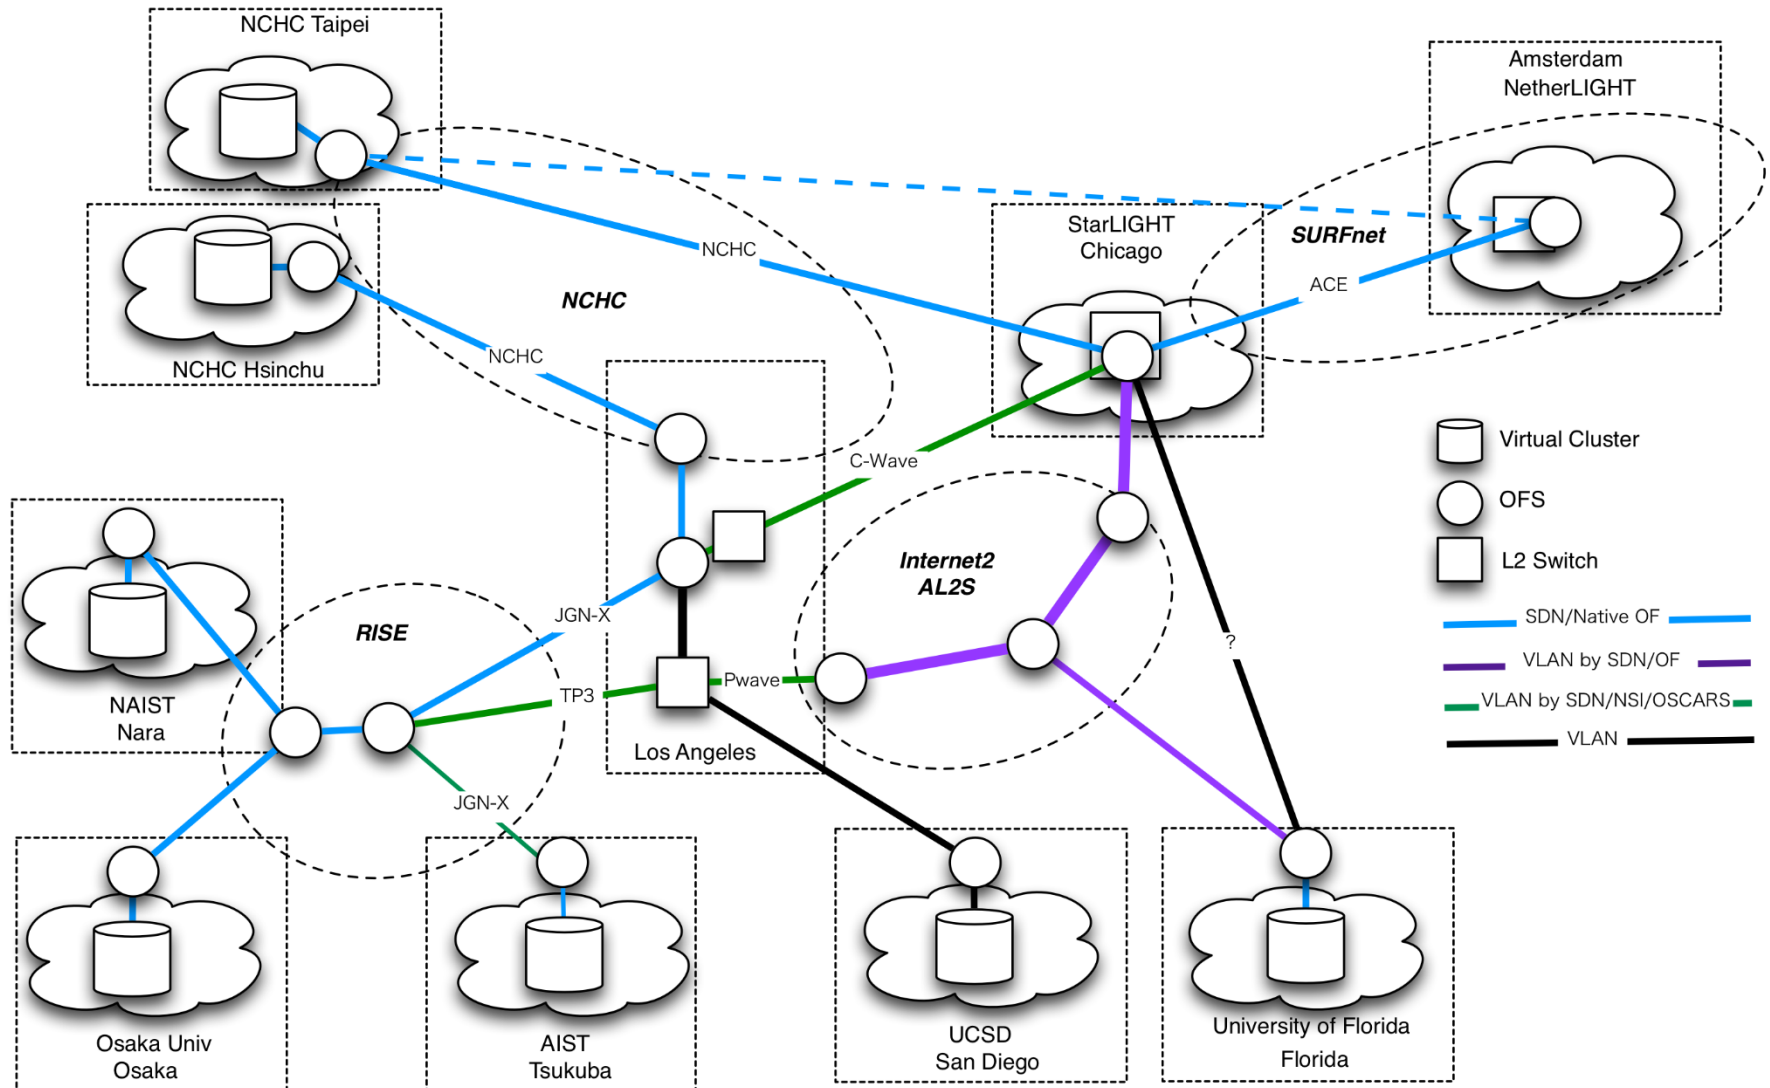 NCHC Taipei
Amsterdam
NetherLIGHT
StarLIGHT
Chicago
SURFnet
NCHC
ACE
NCHC
NCHC
NCHC Hsinchu
Virtual Cluster
C-Wave
OFS
Internet2
AL2S
L2 Switch
JGN-X
SDN/Native OF
RISE
?
VLAN by SDN/OF
Pwave
TP3
VLAN by SDN/NSI/OSCARS
NAIST
Nara
VLAN
Los Angeles
JGN-X
University of Florida
Florida
UCSD
San Diego
Osaka Univ
Osaka
AIST
Tsukuba